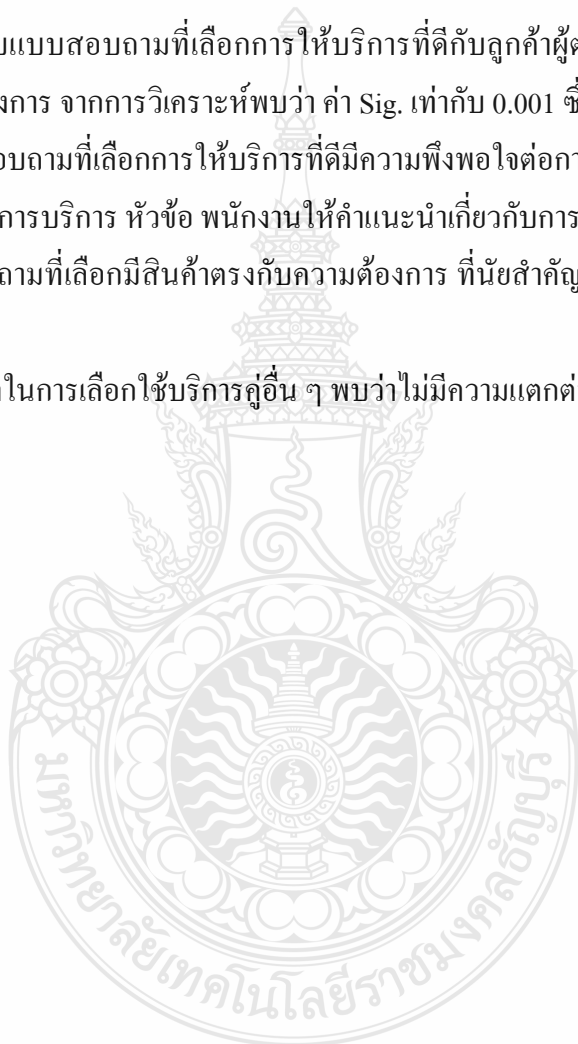 บแบบสอบถามที่เลือกการให้บริการที่ดีกับลูกค้าผู้ต
งการ จากการวิเคราะห์พบว่า ค่า Sig. เท่ากับ 0.001 ซึ่
อบถามที่เลือกการให้บริการที่ดีมีความพึงพอใจต่อกา
การบริการ หัวข้อ พนักงานให้คำแนะนำเกี่ยวกับการ
ถามที่เลือกมีสินค้าตรงกับความต้องการ ที่นัยสำคัญ
ในการเลือกใช้บริการคู่อื่น ๆ พบว่าไม่มีความแตกต่
มหาวิทยาลัยเทคโนโลยีราชมงคลธัญบุรี